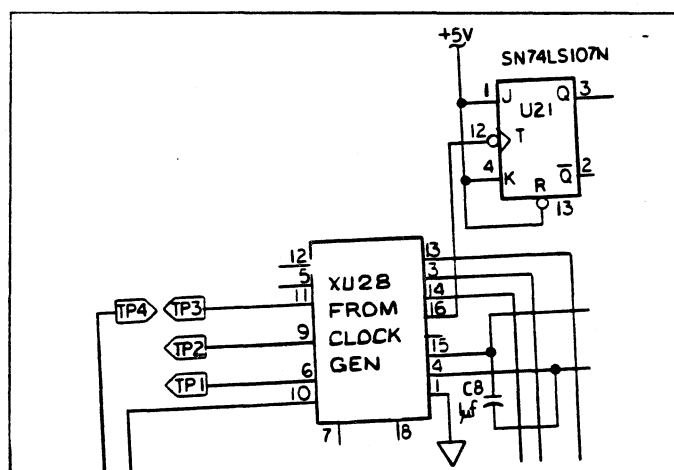 +5V
SN74LS107N
1 J Q 3
U21
12 T
4 K Q̅ 2
R
13
12
5
11
9
6
10
XU28
FROM
CLOCK
GEN
13
3
14
16
15
4
1
7
8
TP4
TP3
TP2
TP1
C8
1μf